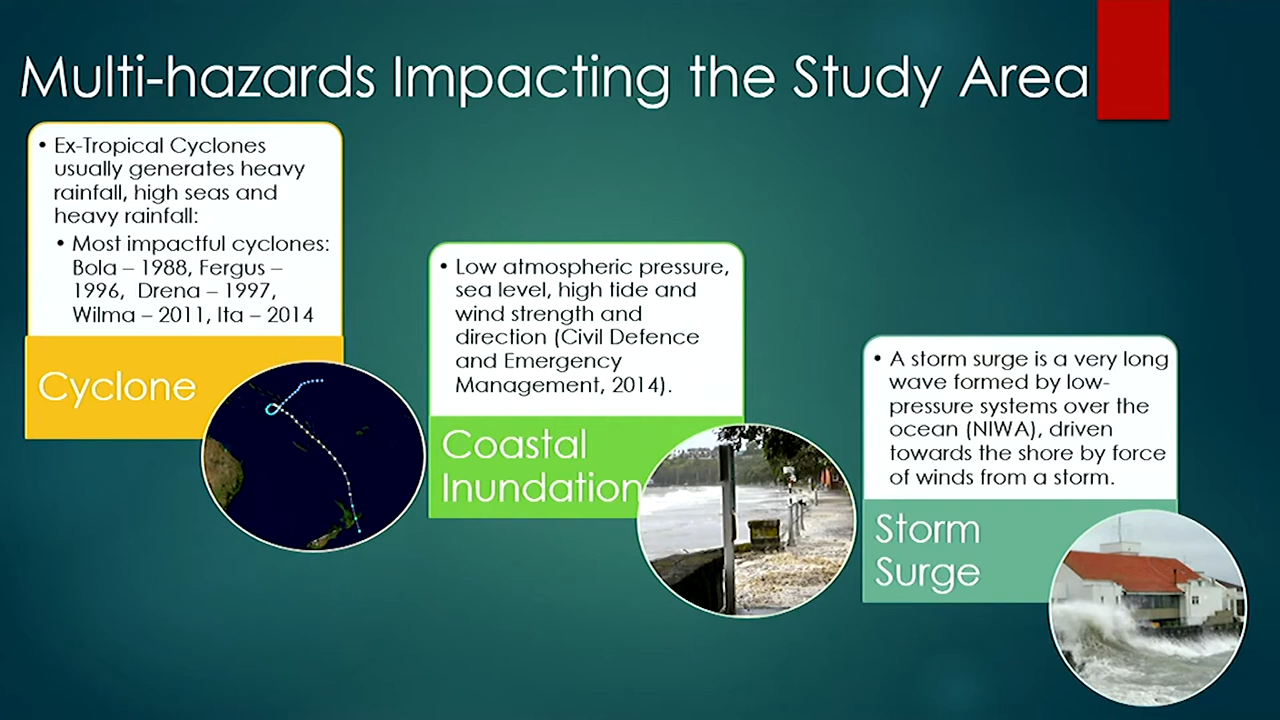 Multi-hazards Impacting the Study Area
• Ex-Tropical Cyclones
usually generates heavy
rainfall, high seas and
heavy rainfall:
• Most impactful cyclones:
Bola – 1988, Fergus –
1996, Drena – 1997,
Wilma – 2011, Ita – 2014
Cyclone
• Low atmospheric pressure,
sea level, high tide and
wind strength and
direction (Civil Defence
and Emergency
Management, 2014).
Coastal
Inundation
• A storm surge is a very long
wave formed by low-
pressure systems over the
ocean (NIWA), driven
towards the shore by force
of winds from a storm.
Storm
Surge